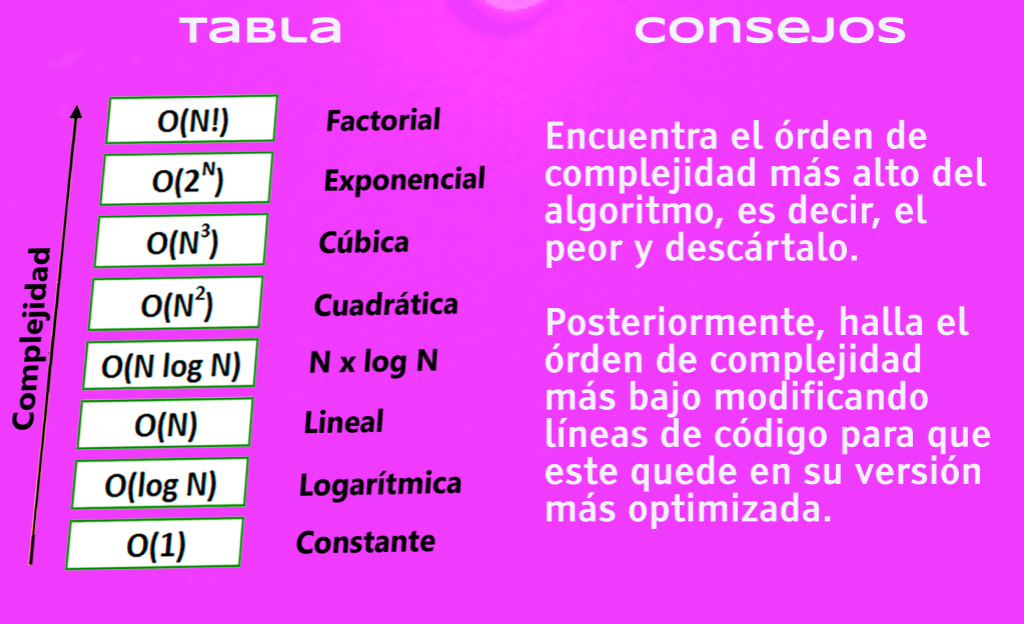 TABLA
CONSEJOS
Complejidad
O(N!) Factorial
O(2^N) Exponencial
O(N³) Cúbica
O(N²) Cuadrática
O(N log N) N x log N
O(N) Lineal
O(log N) Logarítmica
O(1) Constante
Encuentra el órden de
complejidad más alto del
algoritmo, es decir, el
peor y descártalo.
Posteriormente, halla el
órden de complejidad
más bajo modificando
líneas de código para que
este quede en su versión
más optimizada.